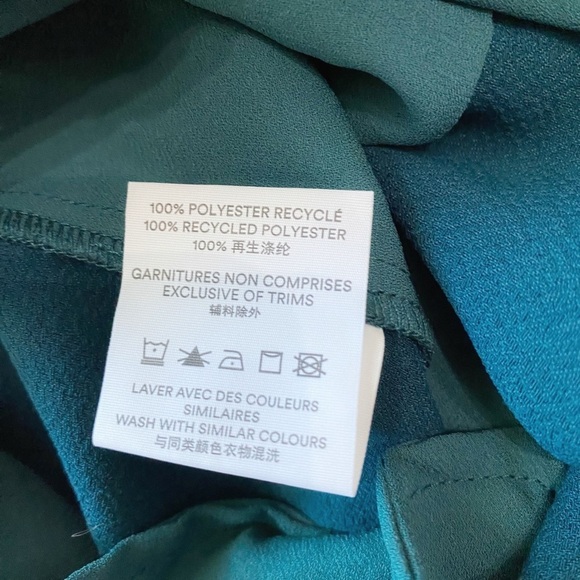 100% POLYESTER RECYCLÉ
100% RECYCLED POLYESTER
100% 再生涤纶
GARNITURES NON COMPRISES
EXCLUSIVE OF TRIMS
辅料除外
LAVER AVEC DES COULEURS
SIMILAIRES
WASH WITH SIMILAR COLOURS
与同类颜色衣物混洗